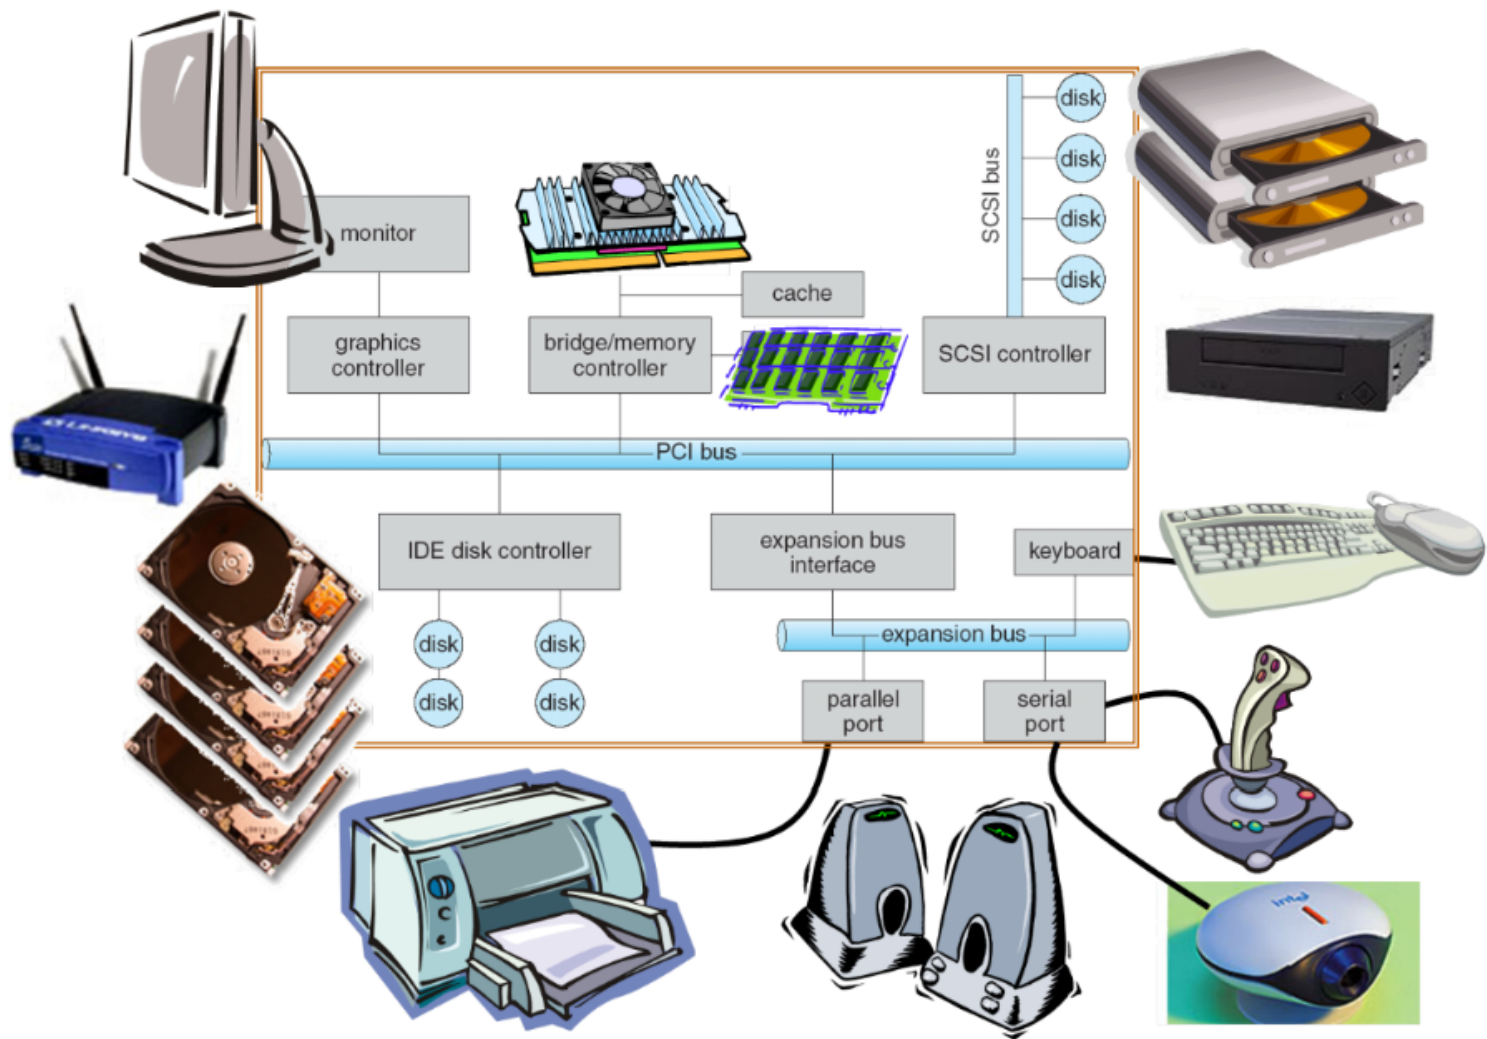 disk
disk
SCSI bus
disk
disk
monitor
cache
graphics
controller
bridge/memory
controller
SCSI controller
PCI bus
IDE disk controller
expansion bus
interface
keyboard
disk
disk
expansion bus
disk
disk
parallel
port
serial
port
intel